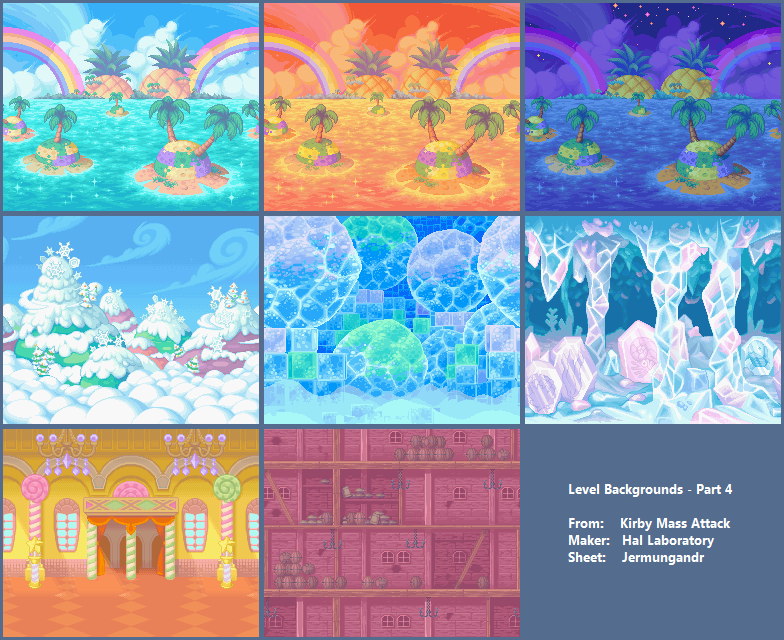 Level Backgrounds - Part 4
From: Kirby Mass Attack
Maker: Hal Laboratory
Sheet: Jermungandr